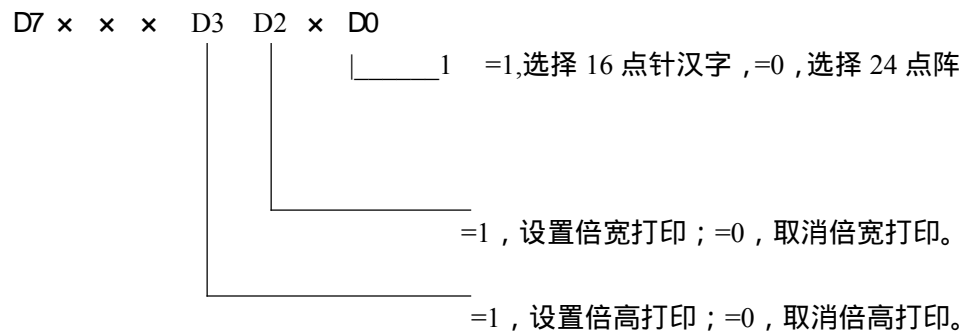 D7 × × × D3 D2 × D0
|______1 =1,选择 16 点针汉字，=0，选择 24 点阵
=1，设置倍宽打印；=0，取消倍宽打印。
=1，设置倍高打印；=0，取消倍高打印。